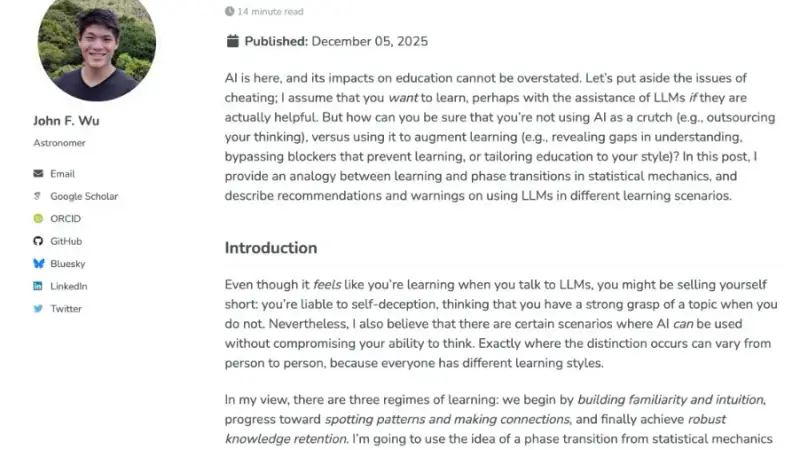 14 minute read
Published: December 05, 2025
AI is here, and its impacts on education cannot be overstated. Let's put aside the issues of
cheating; I assume that you want to learn, perhaps with the assistance of LLMs if they are
actually helpful. But how can you be sure that you're not using AI as a crutch (e.g., outsourcing
your thinking), versus using it to augment learning (e.g., revealing gaps in understanding,
bypassing blockers that prevent learning, or tailoring education to your style)? In this post, I
provide an analogy between learning and phase transitions in statistical mechanics, and
describe recommendations and warnings on using LLMs in different learning scenarios.
John F. Wu
Astronomer
Email
Google Scholar
ORCID
GitHub
Bluesky
LinkedIn
Twitter
Introduction
Even though it feels like you're learning when you talk to LLMs, you might be selling yourself
short: you're liable to self-deception, thinking that you have a strong grasp of a topic when you
do not. Nevertheless, I also believe that there are certain scenarios where AI can be used
without compromising your ability to think. Exactly where the distinction occurs can vary from
person to person, because everyone has different learning styles.
In my view, there are three regimes of learning: we begin by building familiarity and intuition,
progress toward spotting patterns and making connections, and finally achieve robust
knowledge retention. I'm going to use the idea of a phase transition from statistical mechanics